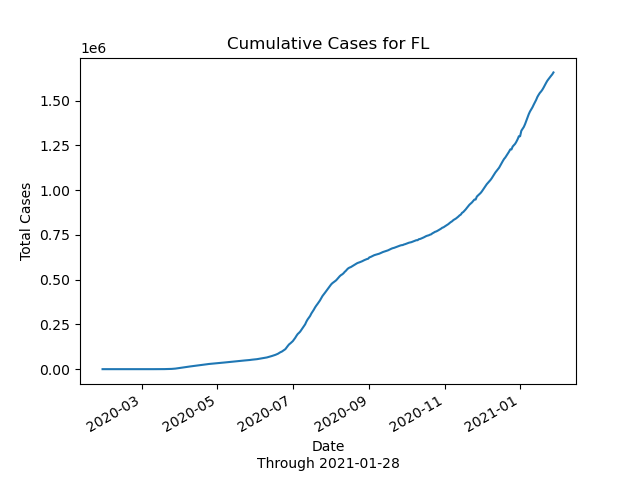 Cumulative Cases for FL
1e6
1.50
1.25
1.00
0.75
0.50
0.25
0.00
Total Cases
2020-03
2020-05
2020-07
2020-09
2020-11
2021-01
Date
Through 2021-01-28